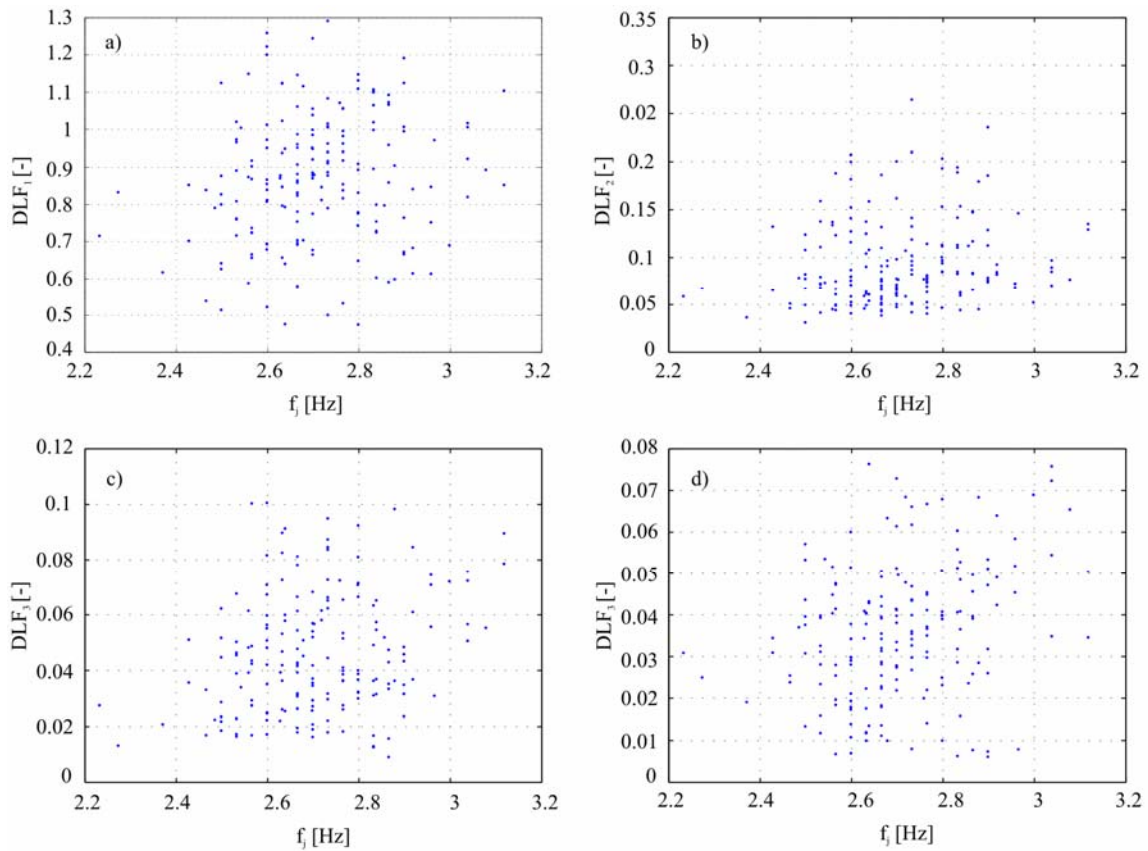 1.3
a)
1.2
1.1
1
0.9
0.8
0.7
0.6
0.5
0.4
DLF1 [-]
2.2 2.4 2.6 2.8 3 3.2
fj [Hz]
0.35
b)
0.3
0.02
0.2
0.15
0.10
0.05
0
DLF2 [-]
2.2 2.4 2.6 2.8 3 3.2
fj [Hz]
0.12
c)
0.1
0.08
0.06
0.04
0.02
0
DLF3 [-]
2.2 2.4 2.6 2.8 3 3.2
fj [Hz]
0.08
d)
0.07
0.06
0.05
0.04
0.03
0.02
0.01
0
DLF3 [-]
2.2 2.4 2.6 2.8 3 3.2
fj [Hz]